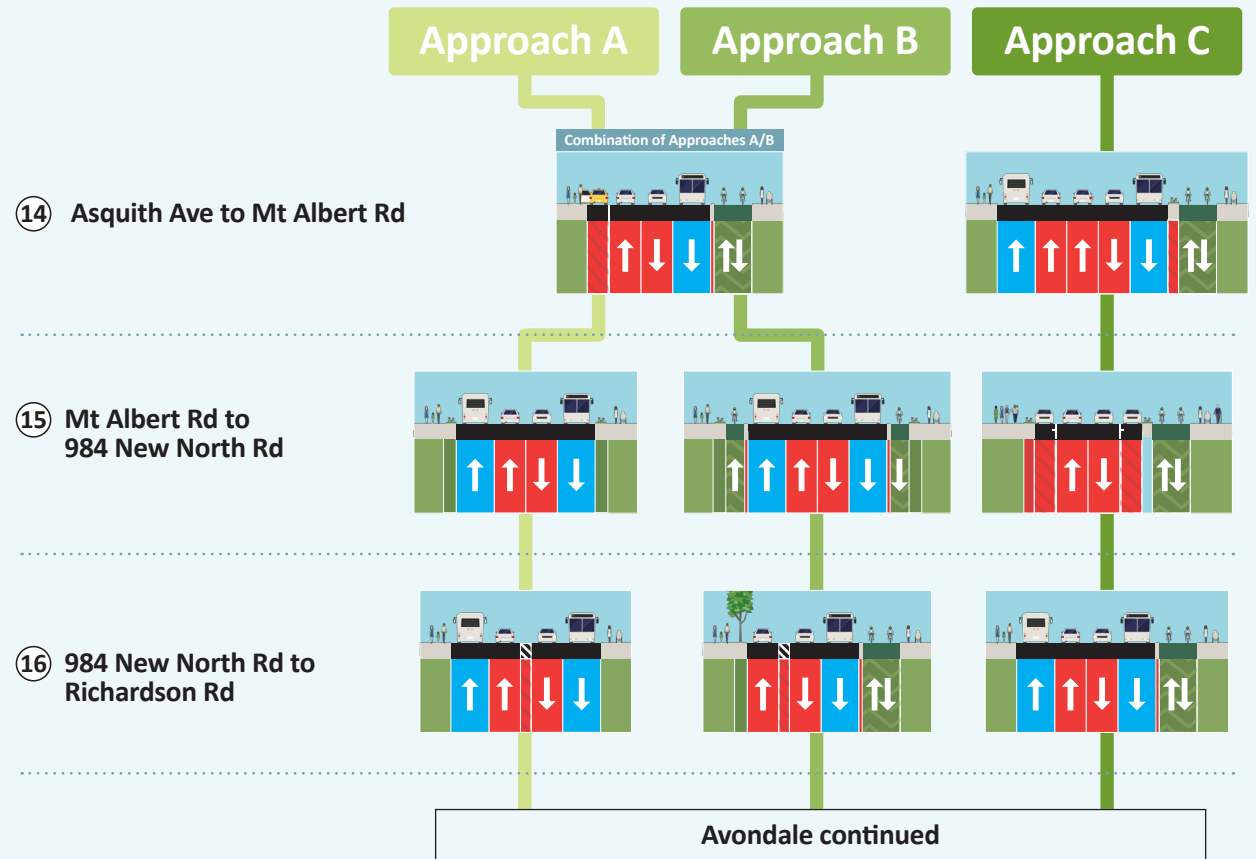 Approach A
Approach B
Approach C
Combination of Approaches A/B
14 Asquith Ave to Mt Albert Rd
15 Mt Albert Rd to
984 New North Rd
16 984 New North Rd to
Richardson Rd
Avondale continued